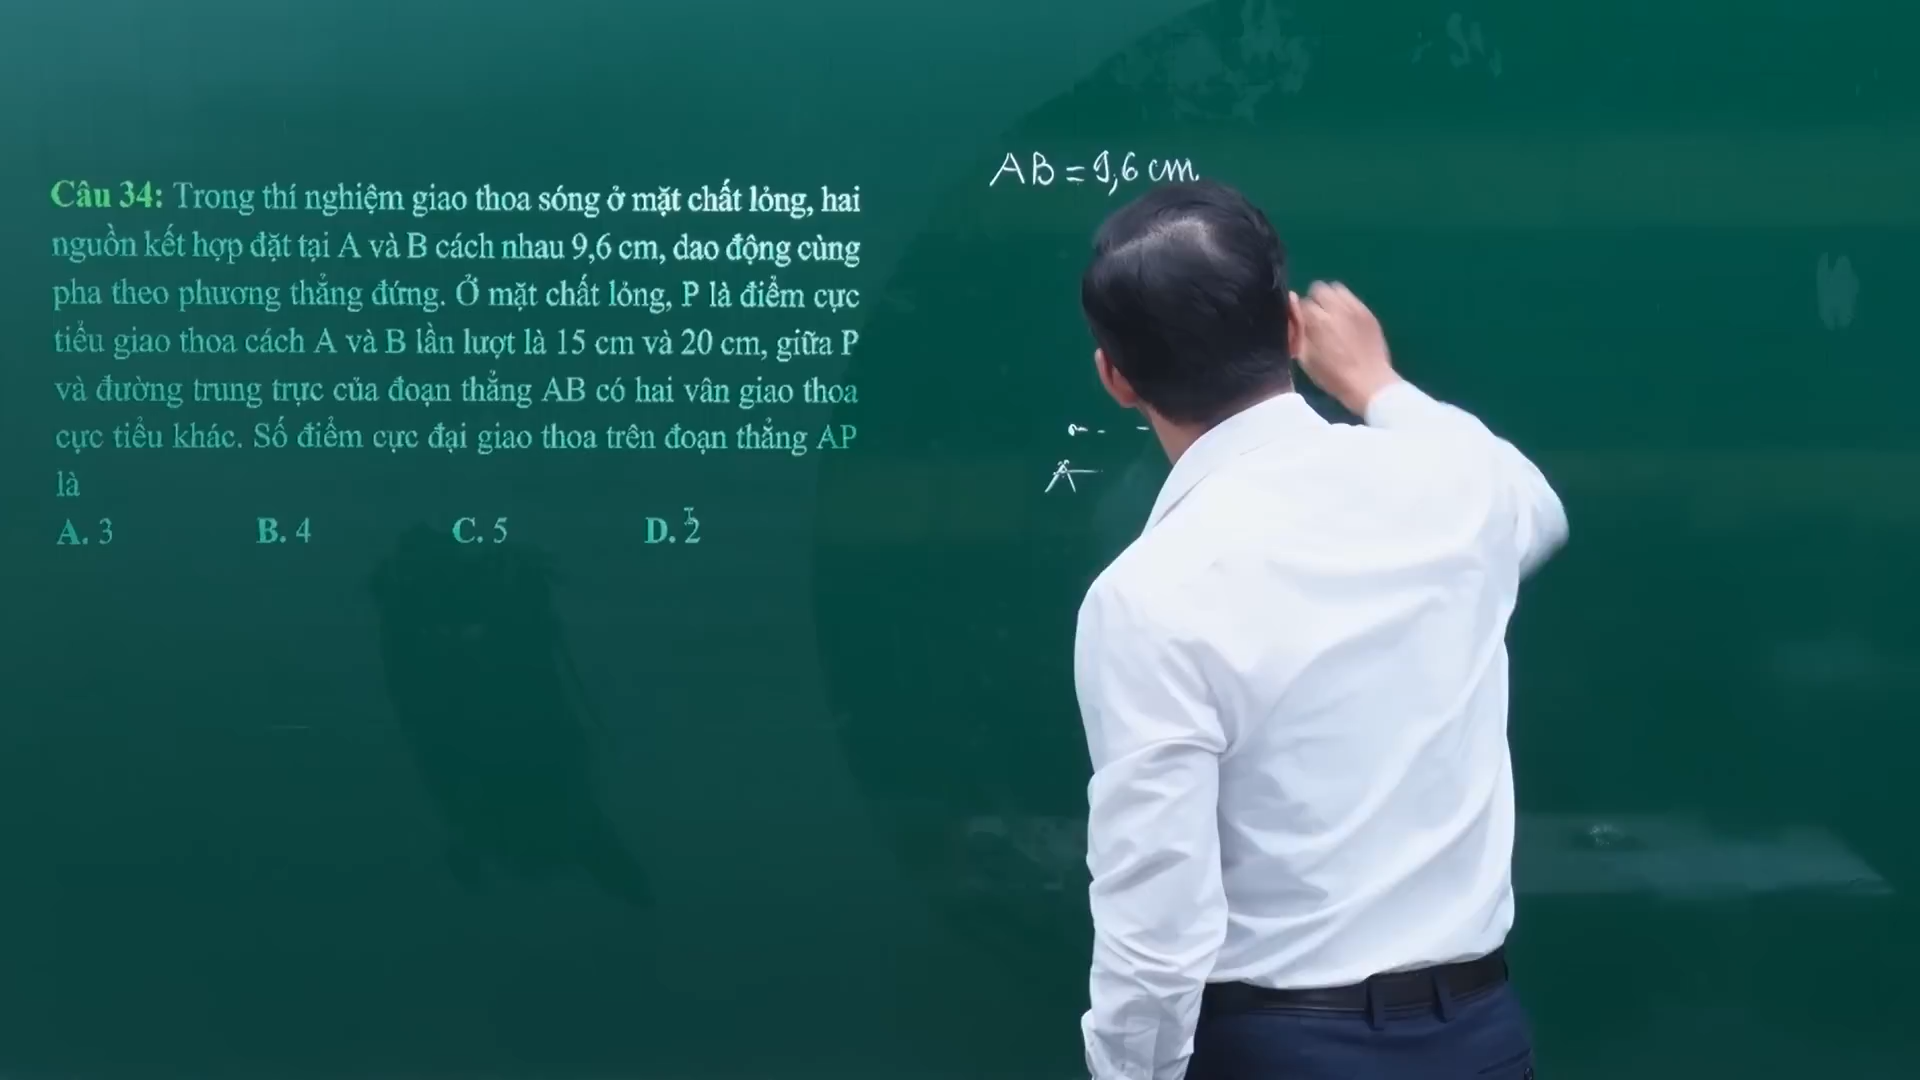 Câu 34: Trong thí nghiệm giao thoa sóng ở mặt chất lỏng, hai
nguồn kết hợp đặt tại A và B cách nhau 9,6 cm, dao động cùng
pha theo phương thẳng đứng. Ở mặt chất lỏng, P là điểm cực
tiểu giao thoa cách A và B lần lượt là 15 cm và 20 cm, giữa P
và đường trung trực của đoạn thẳng AB có hai vân giao thoa
cực tiểu khác. Số điểm cực đại giao thoa trên đoạn thẳng AP
là
A. 3 B. 4 C. 5 D. 2
AB = 9,6 cm.
A